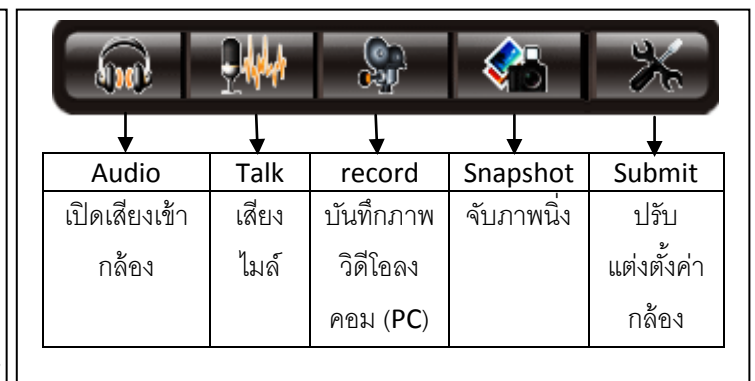 Audio Talk record Snapshot Submit
เปิดเสียงเข้า เสียง บันทึกภาพ จับภาพนิ่ง ปรับ
กล้อง ไมล์ วิดีโอลง แต่งตั้งค่า
คอม (PC) กล้อง